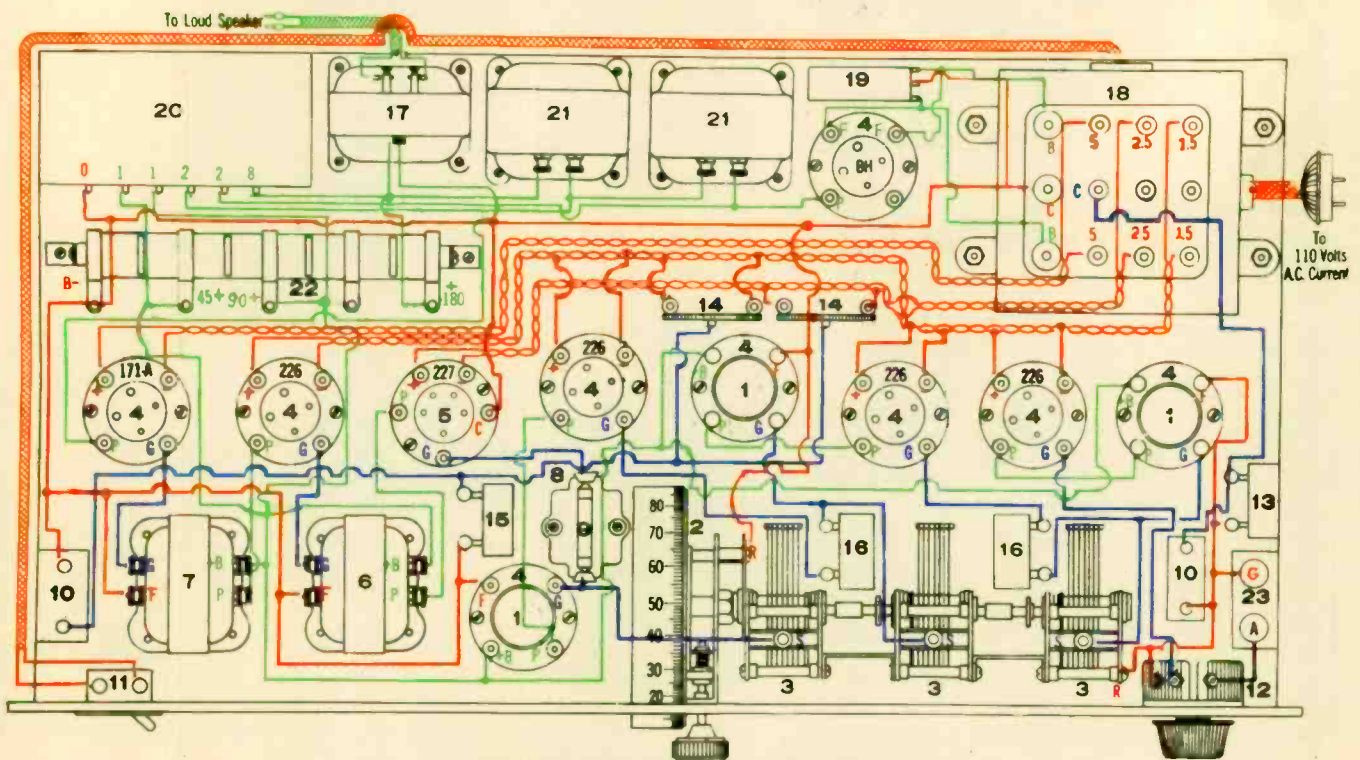 To Loud Speaker
2C
17
21
21
19
18
4
F F
BH
B 5 2.5 1.5
C C
B 5 2.5 1.5
To
110 Volts
A.C. Current
0 1 1 2 2 8
B-
45+ 90+
22
+
180
14
14
171-A
226
227
226
4
226
226
4
+
+
+
+
+
+
4
4
5
4
1
4
4
1
P
C
B
F
B
F
P G
P G
G
P G
P G
P G
P G
P G
8
80
70
60
50
40
30
20
2
15
16
16
13
10
7
6
G
F
B
P
G
F
B
P
4
F G
1
+B P
R
10
G
23
A
S
S
S
3
3
3
R
11
12